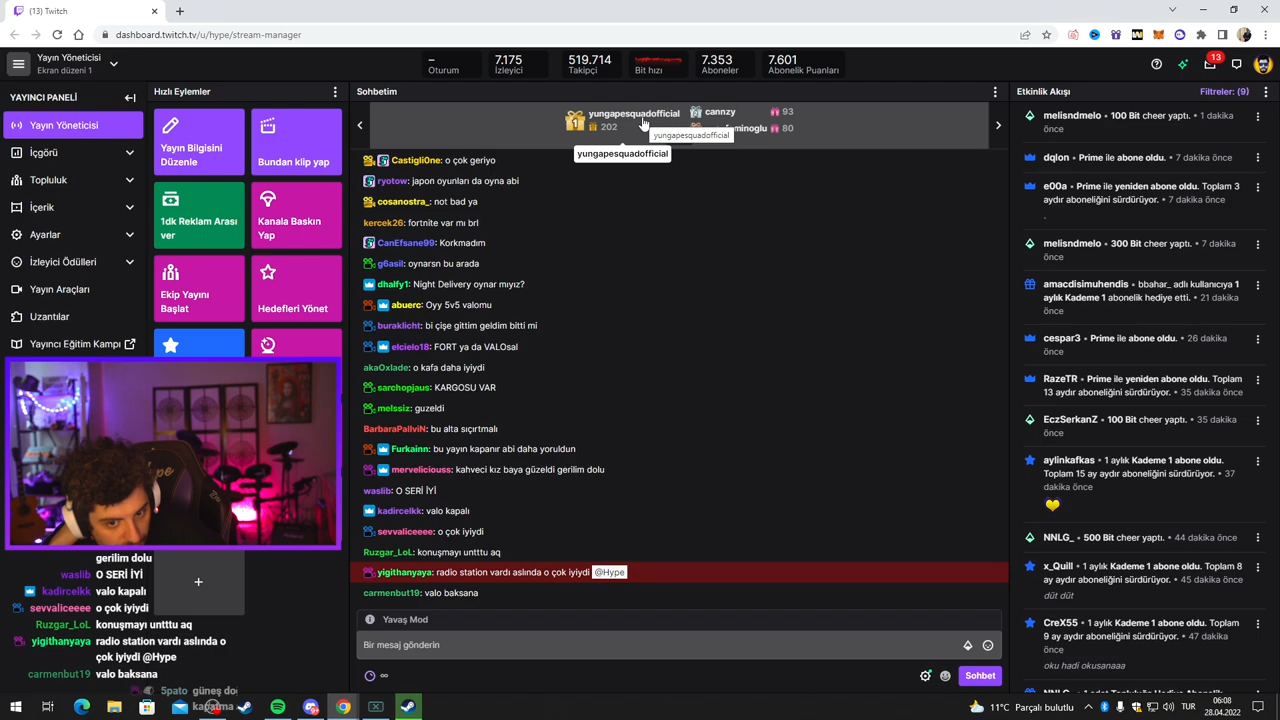 (13) Twitch
dashboard.twitch.tv/u/hype/stream-manager
Yayın Yöneticisi
Ekran düzeni 1
–
Oturum
7.175
İzleyici
519.714
Takipçi
Bit hızı
7.353
Aboneler
7.601
Abonelik Puanları
13
YAYINCI PANELİ
Yayın Yöneticisi
İçgörü
Topluluk
İçerik
Ayarlar
İzleyici Ödülleri
Yayın Araçları
Uzantılar
Yayıncı Eğitim Kampı
Hızlı Eylemler
Yayın Bilgisini
Düzenle
Bundan klip yap
1dk Reklam Arası
ver
Kanala Baskın
Yap
Ekip Yayını
Başlat
Hedefleri Yönet
gerilim dolu
waslib O SERİ İYİ
kadircelkk valo kapalı
sevvaliceeee o çok iyiydi
Ruzgar_LoL konuşmayı untttu aq
yigithanyaya radio station vardı aslında o
çok iyiydi @Hype
carmenbut19 valo baksana
5pato güneş doğ
kapatma
Sohbetim
1 yungapesquadofficial
202
2 cannzy 93
80
yungapesquadofficial
yungapesquadofficial
Castigli0ne: o çok geriyo
ryotow: japon oyunları da oyna abi
cosanostra_: not bad ya
kercek26: fortnite var mı brl
CanEfsane99: Korkmadım
g6asil: oynarsn bu arada
dhalfy1: Night Delivery oynar mıyız?
abuerc: Oyy 5v5 valomu
buraklicht: bi çişe gittim geldim bitti mi
elcielo18: FORT ya da VALOsal
akaOxlade: o kafa daha iyiydi
sarchopjaus: KARGOSU VAR
melssiz: guzeldi
BarbaraPallviN: bu alta sıçırtmalı
Furkainn: bu yayın kapanır abi daha yoruldun
merveliciouss: kahveci kız baya güzeldi gerilim dolu
waslib: O SERİ İYİ
kadircelkk: valo kapalı
sevvaliceeee: o çok iyiydi
Ruzgar_LoL: konuşmayı untttu aq
yigithanyaya: radio station vardı aslında o çok iyiydi @Hype
carmenbut19: valo baksana
Yavaş Mod
Bir mesaj gönderin
Sohbet
Etkinlik Akışı
Filtreler: (9)
melisndmelo • 100 Bit cheer yaptı. • 1 dakika
önce
dqlon • Prime ile abone oldu. • 7 dakika önce
e00a • Prime ile yeniden abone oldu. Toplam 3
ay aydır aboneliğini sürdürüyor. • 7 dakika önce
.
melisndmelo • 300 Bit cheer yaptı. • 7 dakika
önce
amacdisimuhendis • bbahar_ adlı kullanıcıya 1
aylık Kademe 1 abonelik hediye etti. • 21 dakika
önce
cespar3 • Prime ile abone oldu. • 26 dakika
önce
RazeTR • Prime ile yeniden abone oldu. Toplam
13 ay aydır aboneliğini sürdürüyor. • 35 dakika önce
EczSerkanZ • 100 Bit cheer yaptı. • 35 dakika
önce
aylinkafkas • 1 aylık Kademe 1 abone oldu.
Toplam 15 ay aydır aboneliğini sürdürüyor. • 37
dakika önce
NNLG_ • 500 Bit cheer yaptı. • 44 dakika önce
x_Quill • 1 aylık Kademe 1 abone oldu. Toplam 8
ay aydır aboneliğini sürdürüyor. • 45 dakika önce
düt düt
CreX55 • 1 aylık Kademe 1 abone oldu. Toplam
9 ay aydır aboneliğini sürdürüyor. • 47 dakika
önce
oku hadi okusanaaa
11°C Parçalı bulutlu
TUR
06:08
28.04.2022